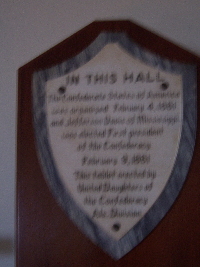 IN THIS HALL
The Confederate States of America
was organized February 4, 1861
and Jefferson Davis of Mississippi
was elected First president
of the Confederacy
February 9, 1861
This tablet erected by
United Daughters of
the Confederacy
Ala. Division